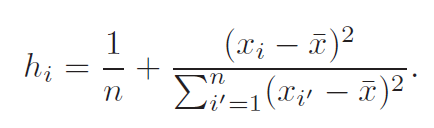 h_i = \frac{1}{n} + \frac{(x_i - \bar{x})^2}{\sum_{i'=1}^{n}(x_{i'} - \bar{x})^2}.